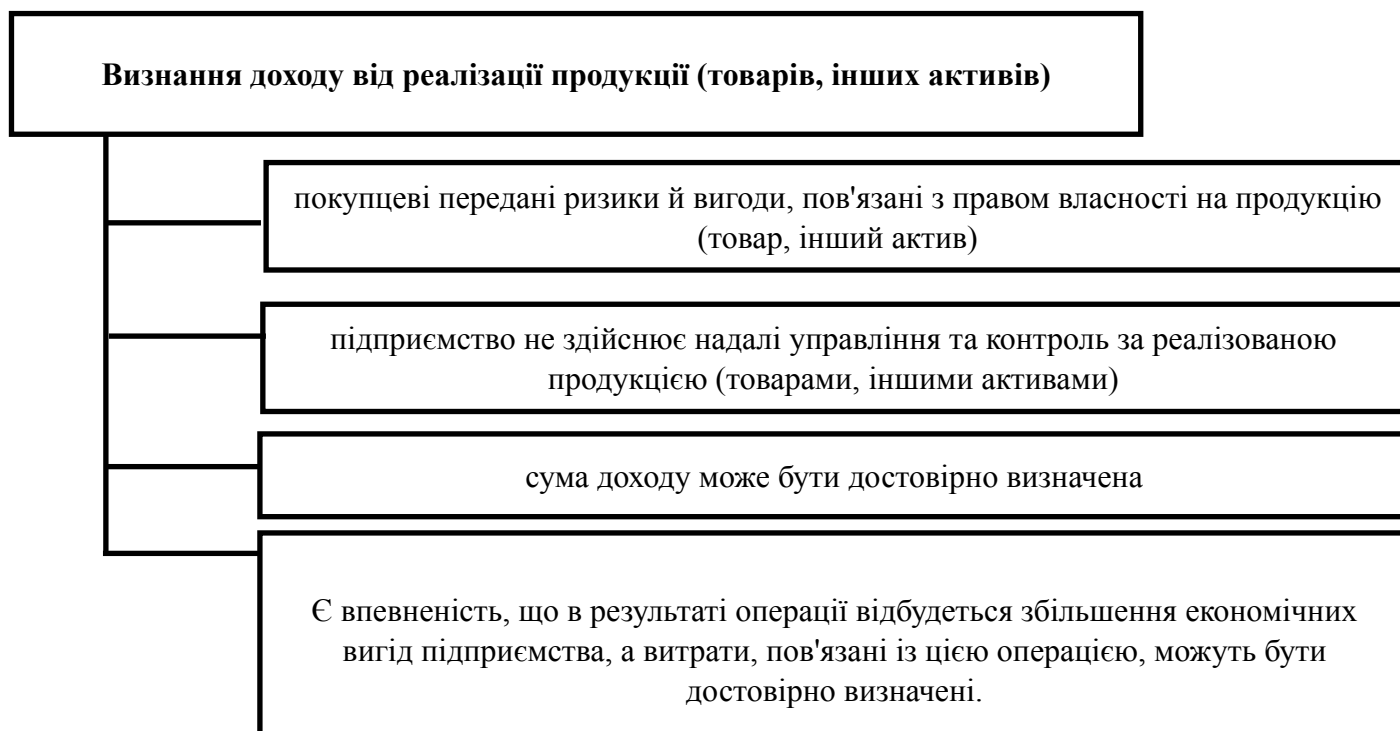 Визнання доходу від реалізації продукції (товарів, інших активів)
покупцеві передані ризики й вигоди, пов'язані з правом власності на продукцію
(товар, інший актив)
підприємство не здійснює надалі управління та контроль за реалізованою
продукцією (товарами, іншими активами)
сума доходу може бути достовірно визначена
Є впевненість, що в результаті операції відбудеться збільшення економічних
вигід підприємства, а витрати, пов'язані із цією операцією, можуть бути
достовірно визначені.